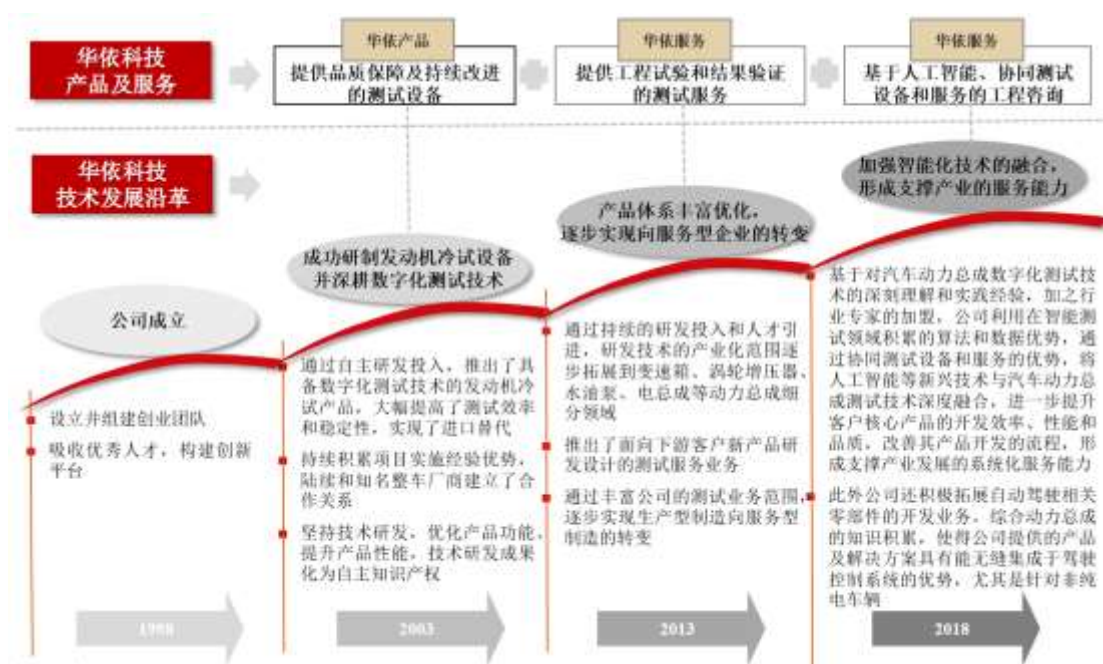 华依科技
产品及服务
华依产品
提供品质保障及持续改进
的测试设备
华依服务
提供工程试验和结果验证
的测试服务
华依服务
基于人工智能、协同测试
设备和服务的工程咨询
华依科技
技术发展沿革
公司成立
成功研制发动机冷试设备
并深耕数字化测试技术
产品体系丰富优化，
逐步实现向服务型企业的转变
加强智能化技术的融合，
形成支撑产业的服务能力
设立并组建创业团队
吸收优秀人才，构建创新
平台
通过自主研发投入，推出了具
备数字化测试技术的发动机冷
试产品，大幅提高了测试效率
和稳定性，实现了进口替代
持续积累项目实施经验优势，
陆续和知名整车厂商建立了合
作关系
坚持技术研发，优化产品功能，
提升产品性能，技术研发成果
化为自主知识产权
通过持续的研发投入和人才引
进，研发技术的产业化范围逐
步拓展到变速箱、涡轮增压器、
水油泵、电总成等动力总成细
分领域
推出了面向下游客户新产品研
发设计的测试服务业务
通过丰富公司的测试业务范围，
逐步实现生产型制造向服务型
制造的转变
基于对汽车动力总成数字化测试技
术的深刻理解和实践经验，加之行
业专家的加盟，公司利用在智能测
试领域积累的算法和数据优势，通
过协同测试设备和服务的优势，将
人工智能等新兴技术与汽车动力总
成测试技术深度融合，进一步提升
客户核心产品的开发效率、性能和
品质，改善其产品开发的流程，形
成支撑产业发展的系统化服务能力
此外公司还积极拓展自动驾驶相关
零部件的开发业务，综合动力总成
的知识积累，使得公司提供的产品
及解决方案具有能无缝集成于驾驶
控制系统的优势，尤其是针对非纯
电车辆
1998
2003
2013
2018